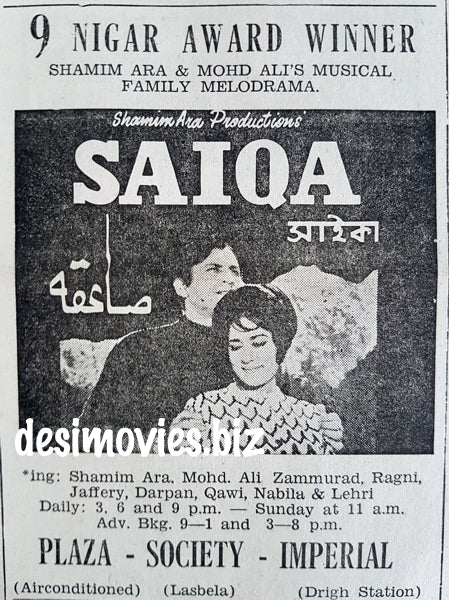 9 NIGAR AWARD WINNER
SHAMIM ARA & MOHD ALI'S MUSICAL
FAMILY MELODRAMA.
Shamim Ara Productions'
SAIQA
সাইকা
صاعقہ
desimovies.biz
*ing: Shamim Ara, Mohd. Ali Zammurad, Ragni,
Jaffery, Darpan, Qawi, Nabila & Lehri
Daily: 3, 6 and 9 p.m. — Sunday at 11 a.m.
Adv. Bkg. 9—1 and 3—8 p.m.
PLAZA - SOCIETY - IMPERIAL
(Airconditioned) (Lasbela) (Drigh Station)